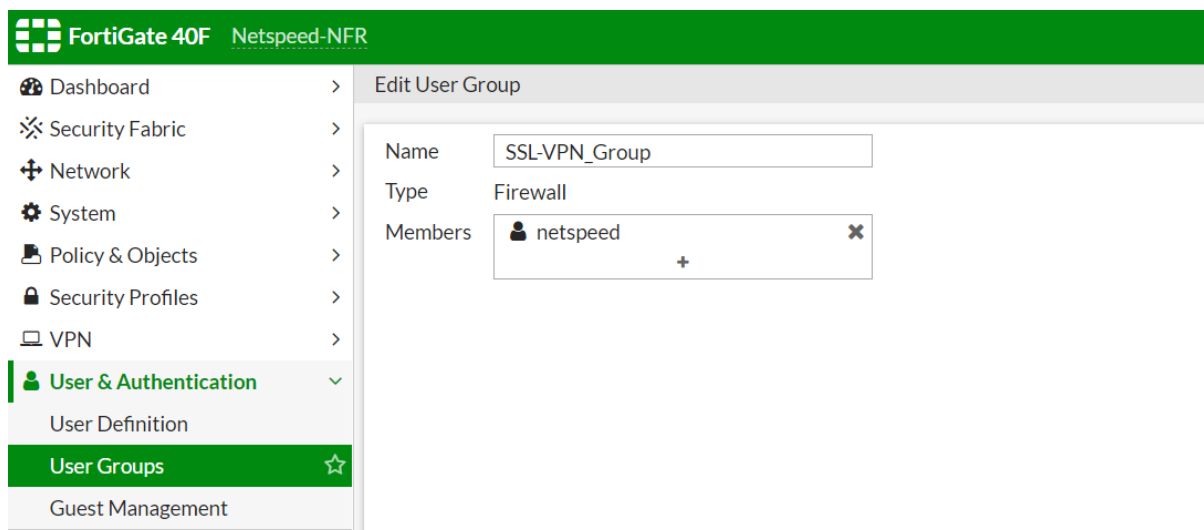 FortiGate 40F Netspeed-NFR
Dashboard
Security Fabric
Network
System
Policy & Objects
Security Profiles
VPN
User & Authentication
User Definition
User Groups
Guest Management
Edit User Group
Name SSL-VPN_Group
Type Firewall
Members netspeed